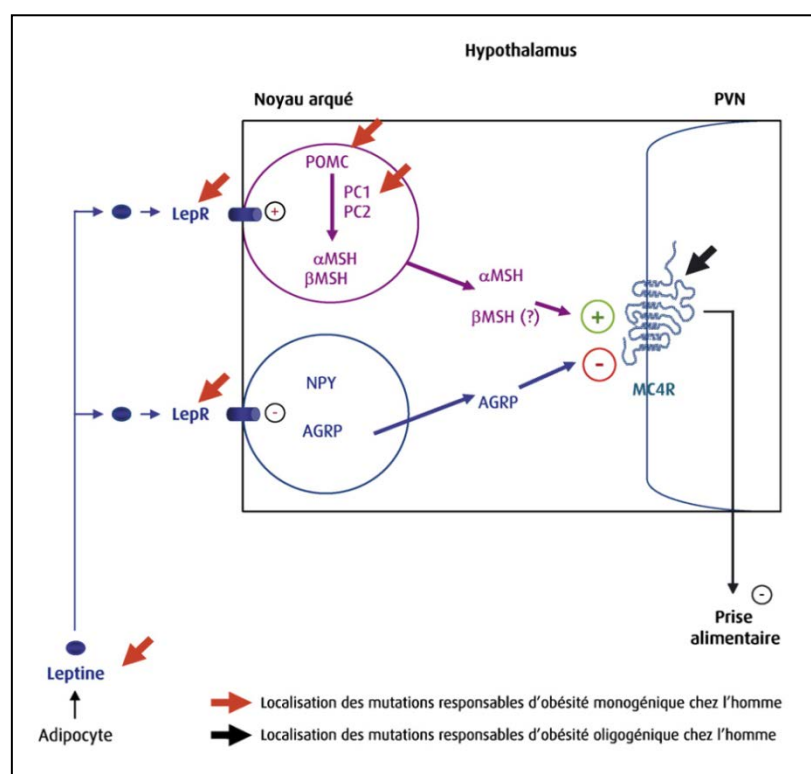 Hypothalamus
Noyau arqué
PVN
POMC
PC1
PC2
LepR
+
αMSH
βMSH
αMSH
βMSH (?)
+
-
MC4R
NPY
LepR
-
AGRP
AGRP
-
Prise
alimentaire
Leptine
Adipocyte
Localisation des mutations responsables d'obésité monogénique chez l'homme
Localisation des mutations responsables d'obésité oligogénique chez l'homme